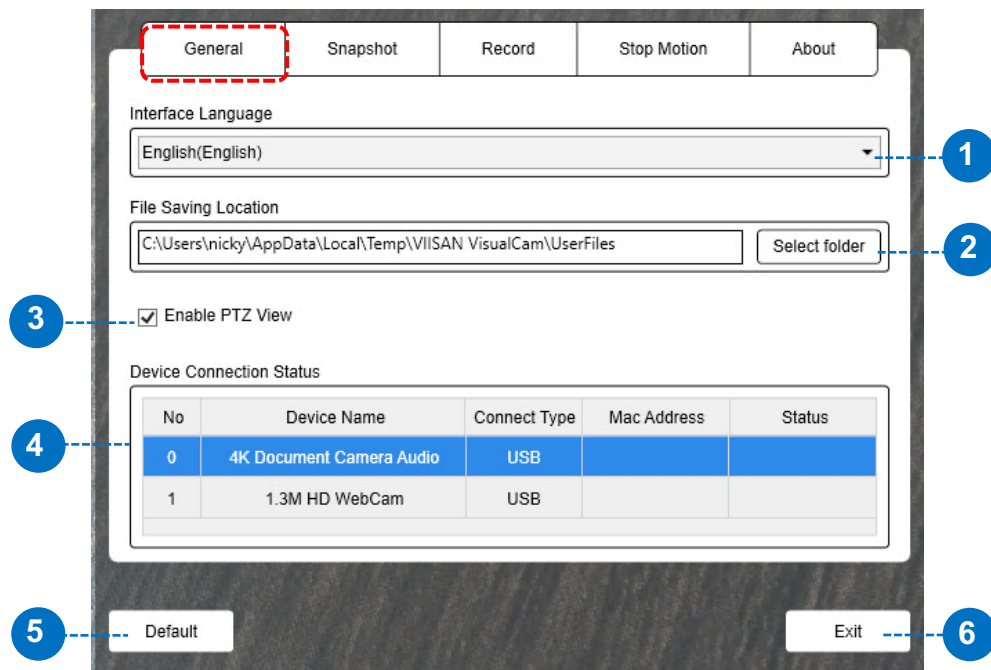 General Snapshot Record Stop Motion About
Interface Language
English(English)
1
File Saving Location
C:\Users\nicky\AppData\Local\Temp\VIISAN VisualCam\UserFiles Select folder
2
3
Enable PTZ View
Device Connection Status
No Device Name Connect Type Mac Address Status
4
0 4K Document Camera Audio USB
1 1.3M HD WebCam USB
5
Default Exit
6